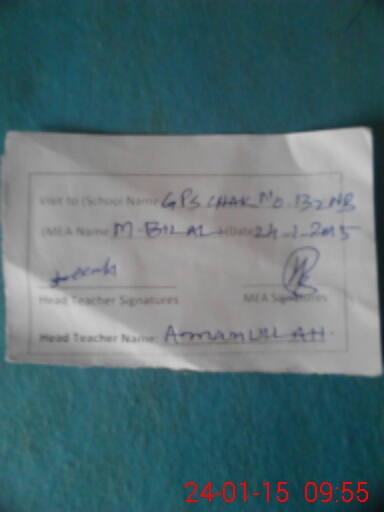 Visit to (School Name GPS CHAK NO. 132 NB
(MEA Name M-BILAL )(Date 24-1-2015
Head Teacher Signatures MEA Signatures
Head Teacher Name: Amanullah.
24-01-15 09:55